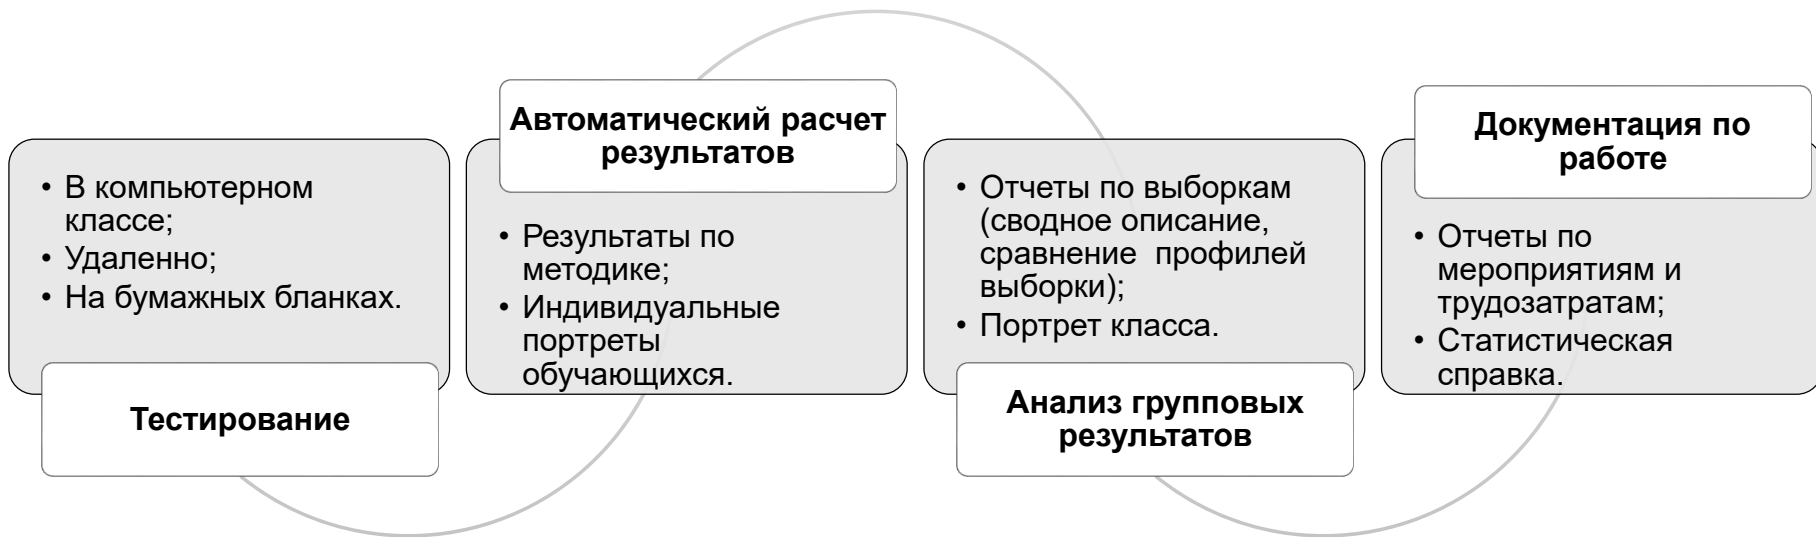 • В компьютерном
классе;
• Удаленно;
• На бумажных бланках.
Тестирование
Автоматический расчет
результатов
• Результаты по
методике;
• Индивидуальные
портреты
обучающихся.
• Отчеты по выборкам
(сводное описание,
сравнение  профилей
выборки);
• Портрет класса.
Анализ групповых
результатов
Документация по
работе
• Отчеты по
мероприятиям и
трудозатратам;
• Статистическая
справка.